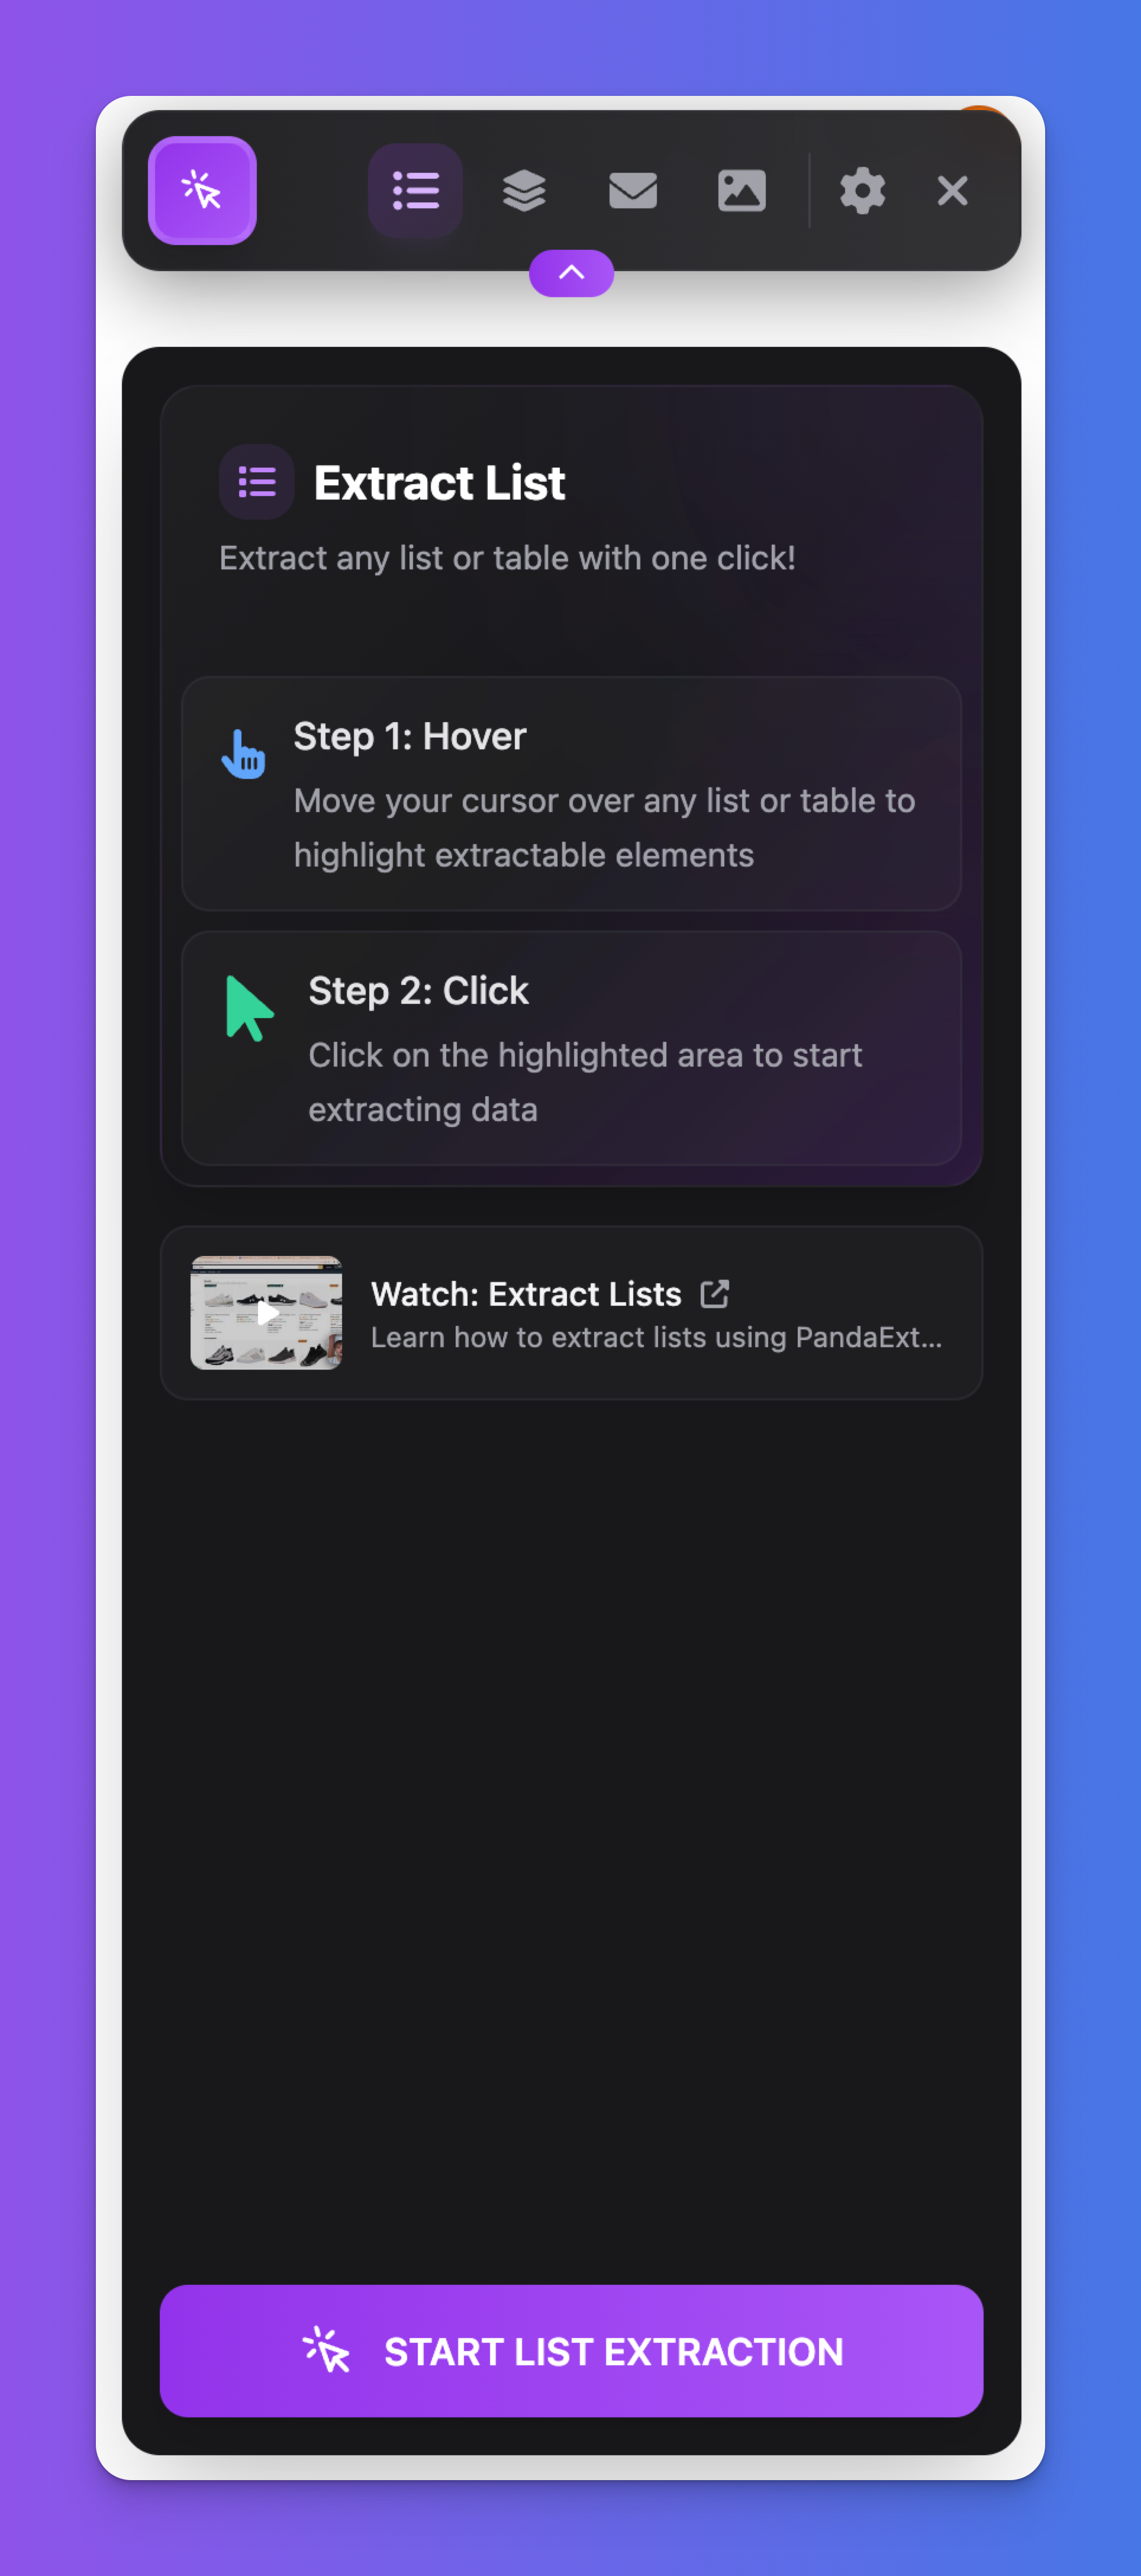 Extract List
Extract any list or table with one click!
Step 1: Hover
Move your cursor over any list or table to
highlight extractable elements
Step 2: Click
Click on the highlighted area to start
extracting data
Watch: Extract Lists
Learn how to extract lists using PandaExt...
START LIST EXTRACTION